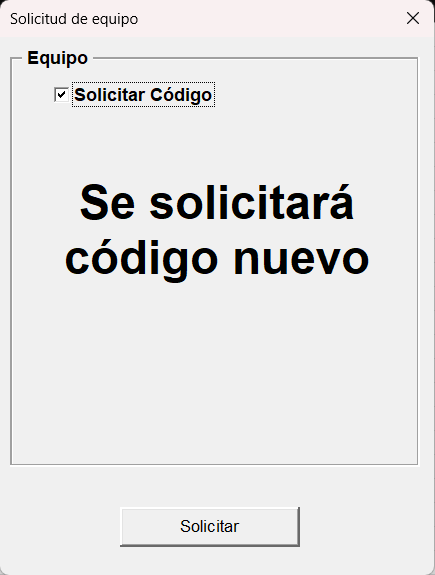 Solicitud de equipo
Equipo
Solicitar Código
Se solicitará
código nuevo
Solicitar